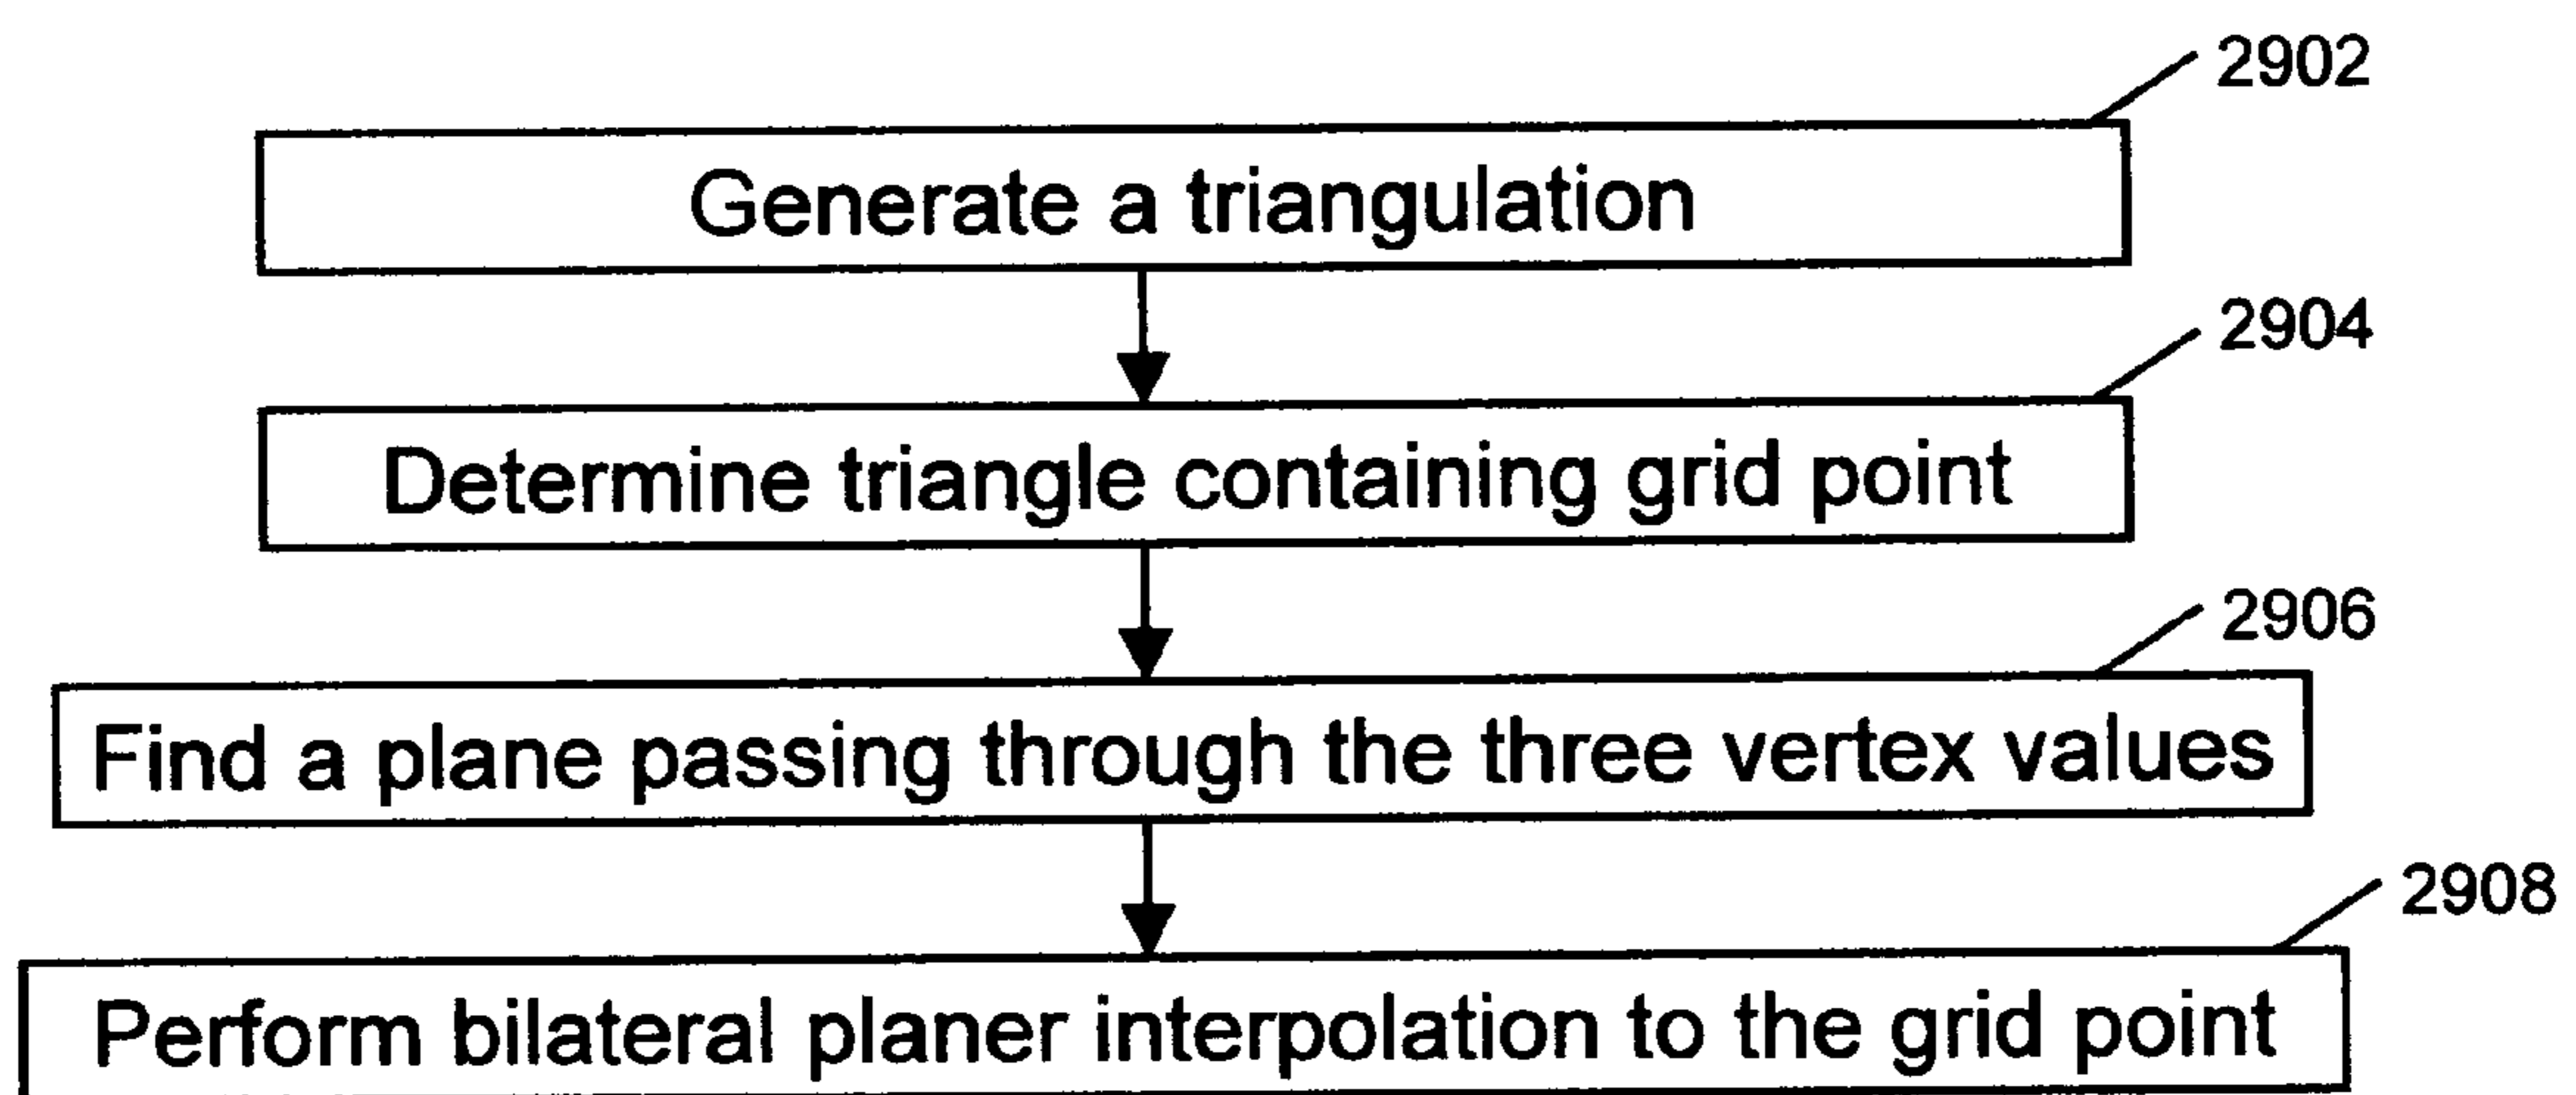 2902
Generate a triangulation
2904
Determine triangle containing grid point
2906
Find a plane passing through the three vertex values
2908
Perform bilateral planer interpolation to the grid point